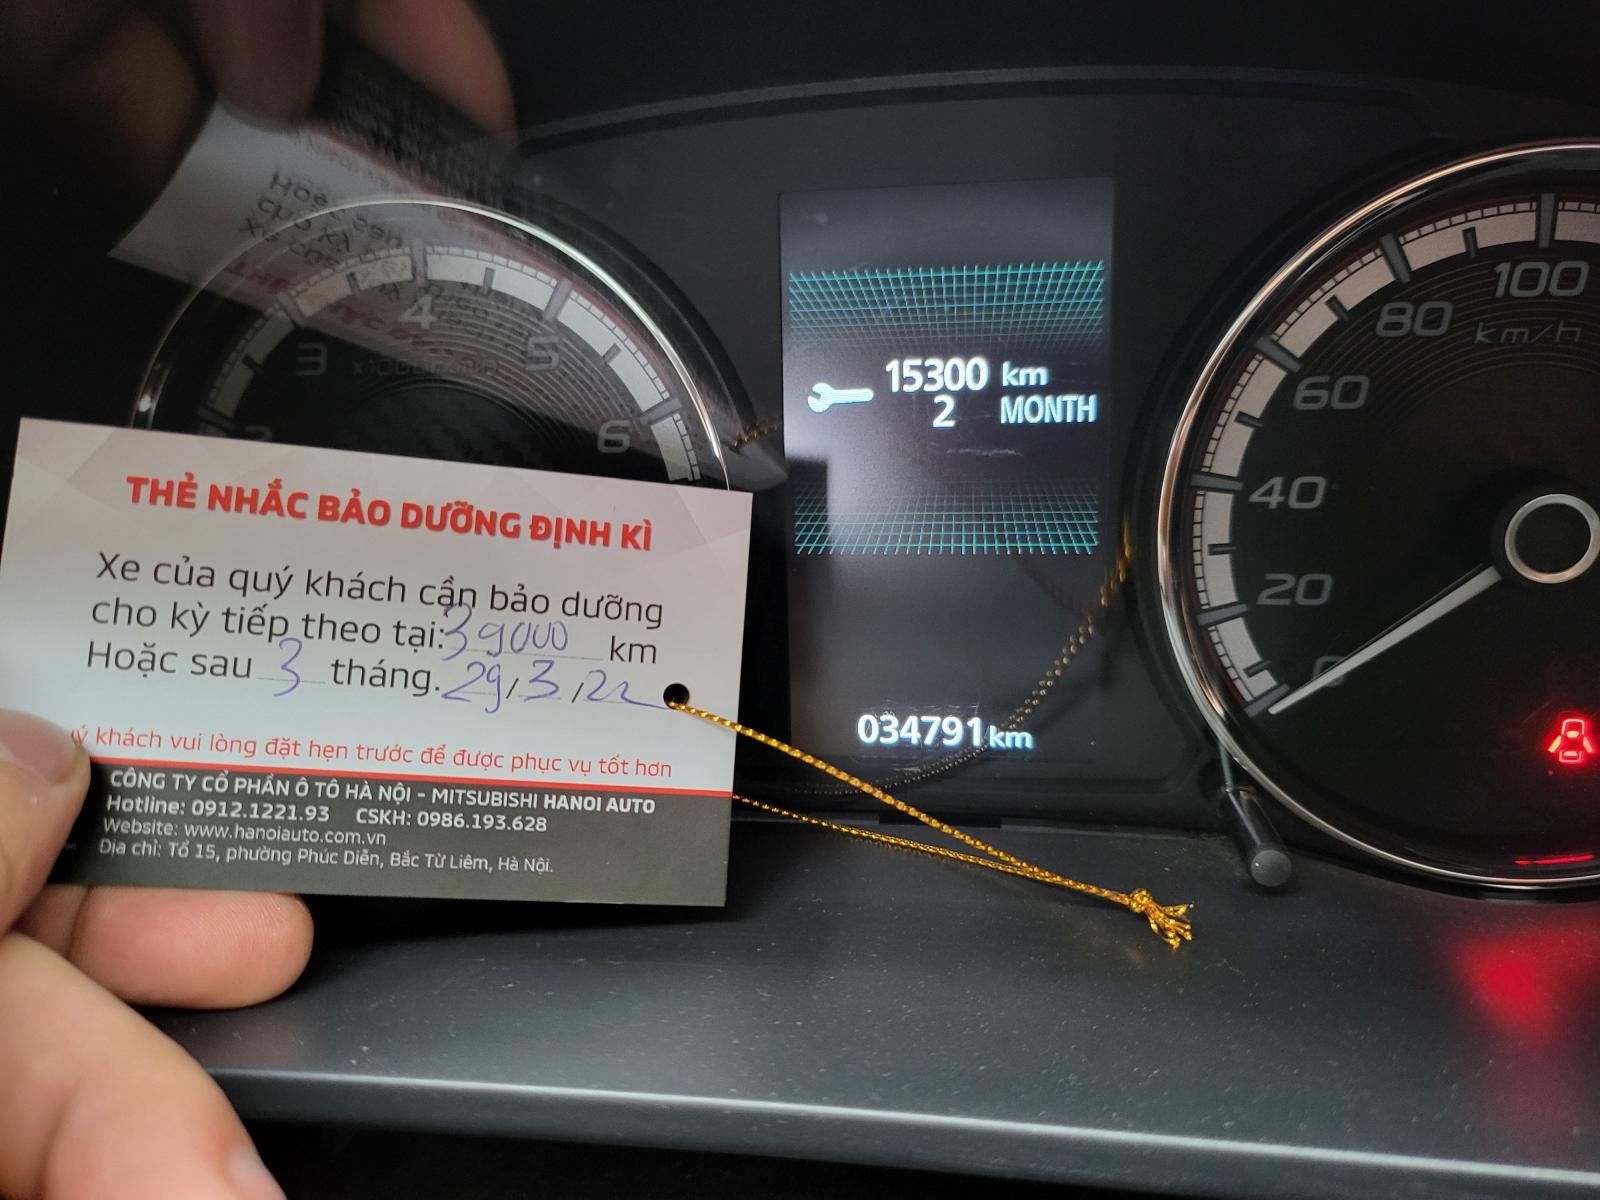 THẺ NHẮC BẢO DƯỠNG ĐỊNH KÌ
Xe của quý khách cần bảo dưỡng
cho kỳ tiếp theo tại: 39000 km
Hoặc sau 3 tháng. 29/3/22
khách vui lòng đặt hẹn trước để được phục vụ tốt hơn
CÔNG TY CỔ PHẦN Ô TÔ HÀ NỘI - MITSUBISHI HANOI AUTO
Hotline: 0912.1221.93 CSKH: 0986.193.628
Website: www.hanoiauto.com.vn
Địa chỉ: Tổ 15, phường Phúc Diễn, Bắc Từ Liêm, Hà Nội.
3
4
5
6
15300 km
2 MONTH
034791 km
0
20
40
60
80
100
km/h